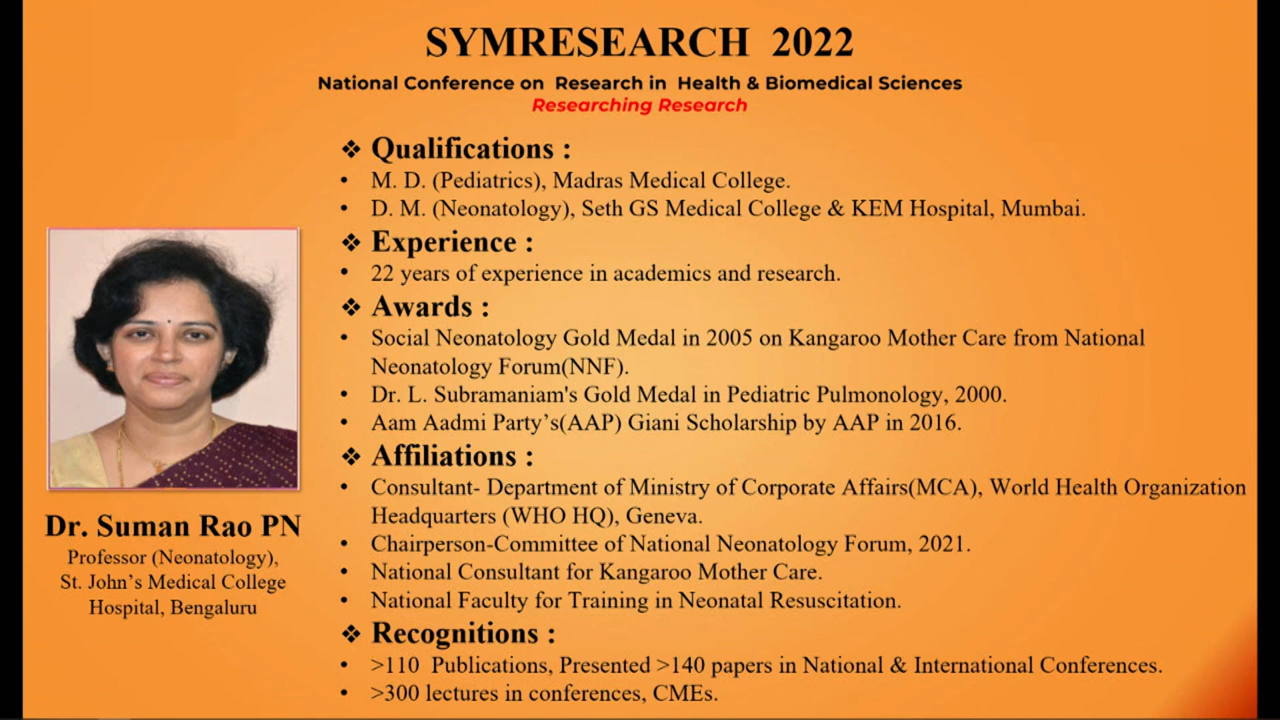 SYMRESEARCH 2022
National Conference on Research in Health & Biomedical Sciences
Researching Research
❖ Qualifications :
• M. D. (Pediatrics), Madras Medical College.
• D. M. (Neonatology), Seth GS Medical College & KEM Hospital, Mumbai.
❖ Experience :
• 22 years of experience in academics and research.
❖ Awards :
• Social Neonatology Gold Medal in 2005 on Kangaroo Mother Care from National
Neonatology Forum(NNF).
• Dr. L. Subramaniam's Gold Medal in Pediatric Pulmonology, 2000.
• Aam Aadmi Party’s(AAP) Giani Scholarship by AAP in 2016.
❖ Affiliations :
• Consultant- Department of Ministry of Corporate Affairs(MCA), World Health Organization
Headquarters (WHO HQ), Geneva.
• Chairperson-Committee of National Neonatology Forum, 2021.
• National Consultant for Kangaroo Mother Care.
• National Faculty for Training in Neonatal Resuscitation.
❖ Recognitions :
• >110 Publications, Presented >140 papers in National & International Conferences.
• >300 lectures in conferences, CMEs.
Dr. Suman Rao PN
Professor (Neonatology),
St. John’s Medical College
Hospital, Bengaluru